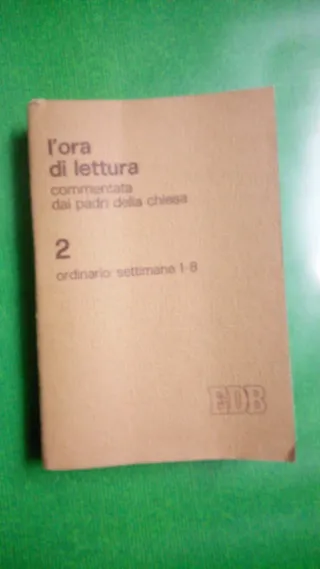 l'ora
di lettura
commentata
dai padri della chiesa
2
ordinario: settimane 1-8
EDB